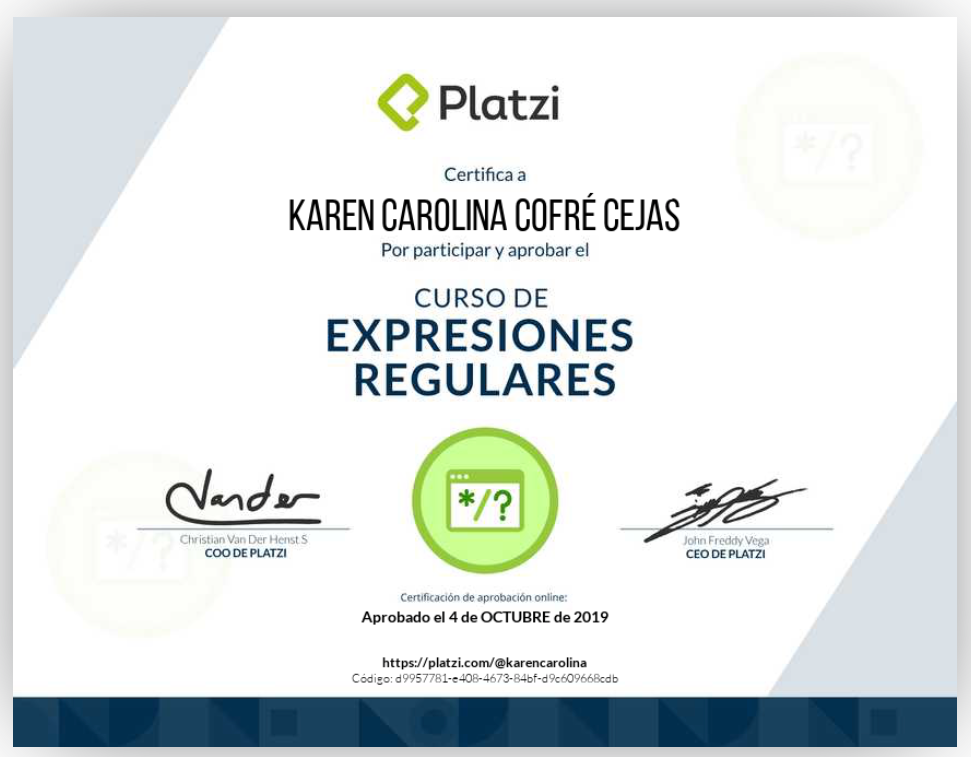 Platzi
Certifica a
KAREN CAROLINA COFRÉ CEJAS
Por participar y aprobar el
CURSO DE
EXPRESIONES
REGULARES
*/?
*/?
Vander
*/?
Christian Van Der Henst S
COO DE PLATZI
John Freddy Vega
CEO DE PLATZI
Certificación de aprobación online:
Aprobado el 4 de OCTUBRE de 2019
https://platzi.com/@karencarolina
Código: d9957781-e408-4673-84bf-d9c609668cdb